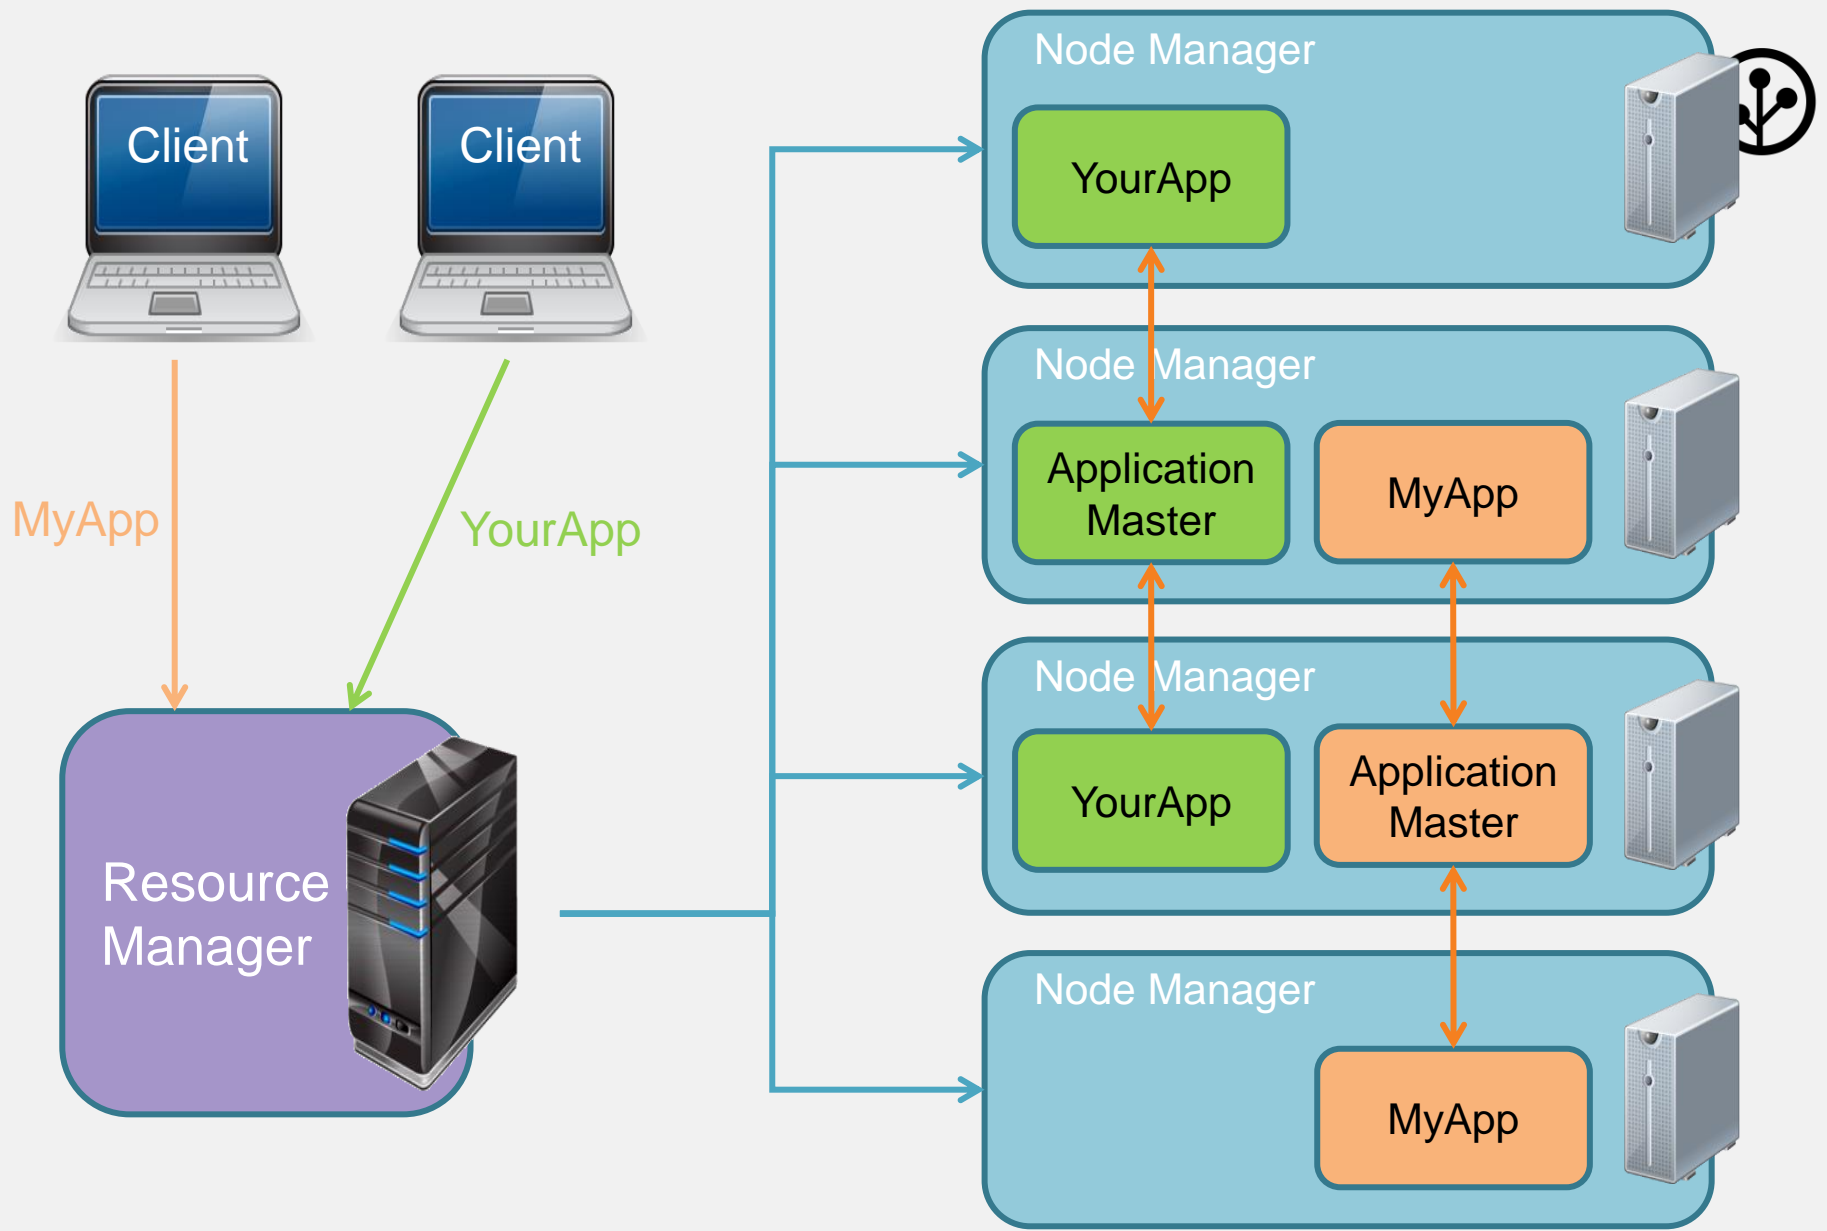 Client
Client
MyApp
YourApp
Resource
Manager
Node Manager
YourApp
Node Manager
Application
Master
MyApp
Node Manager
YourApp
Application
Master
Node Manager
MyApp